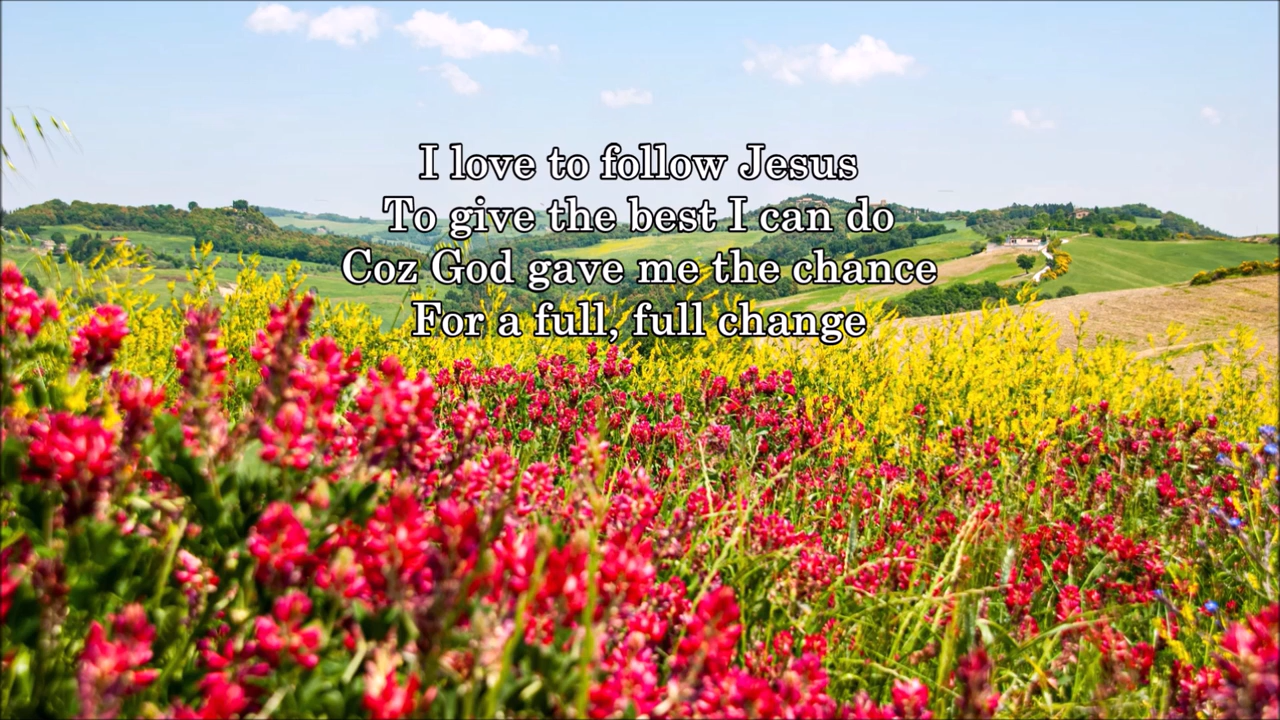 I love to follow Jesus
To give the best I can do
Coz God gave me the chance
For a full, full change